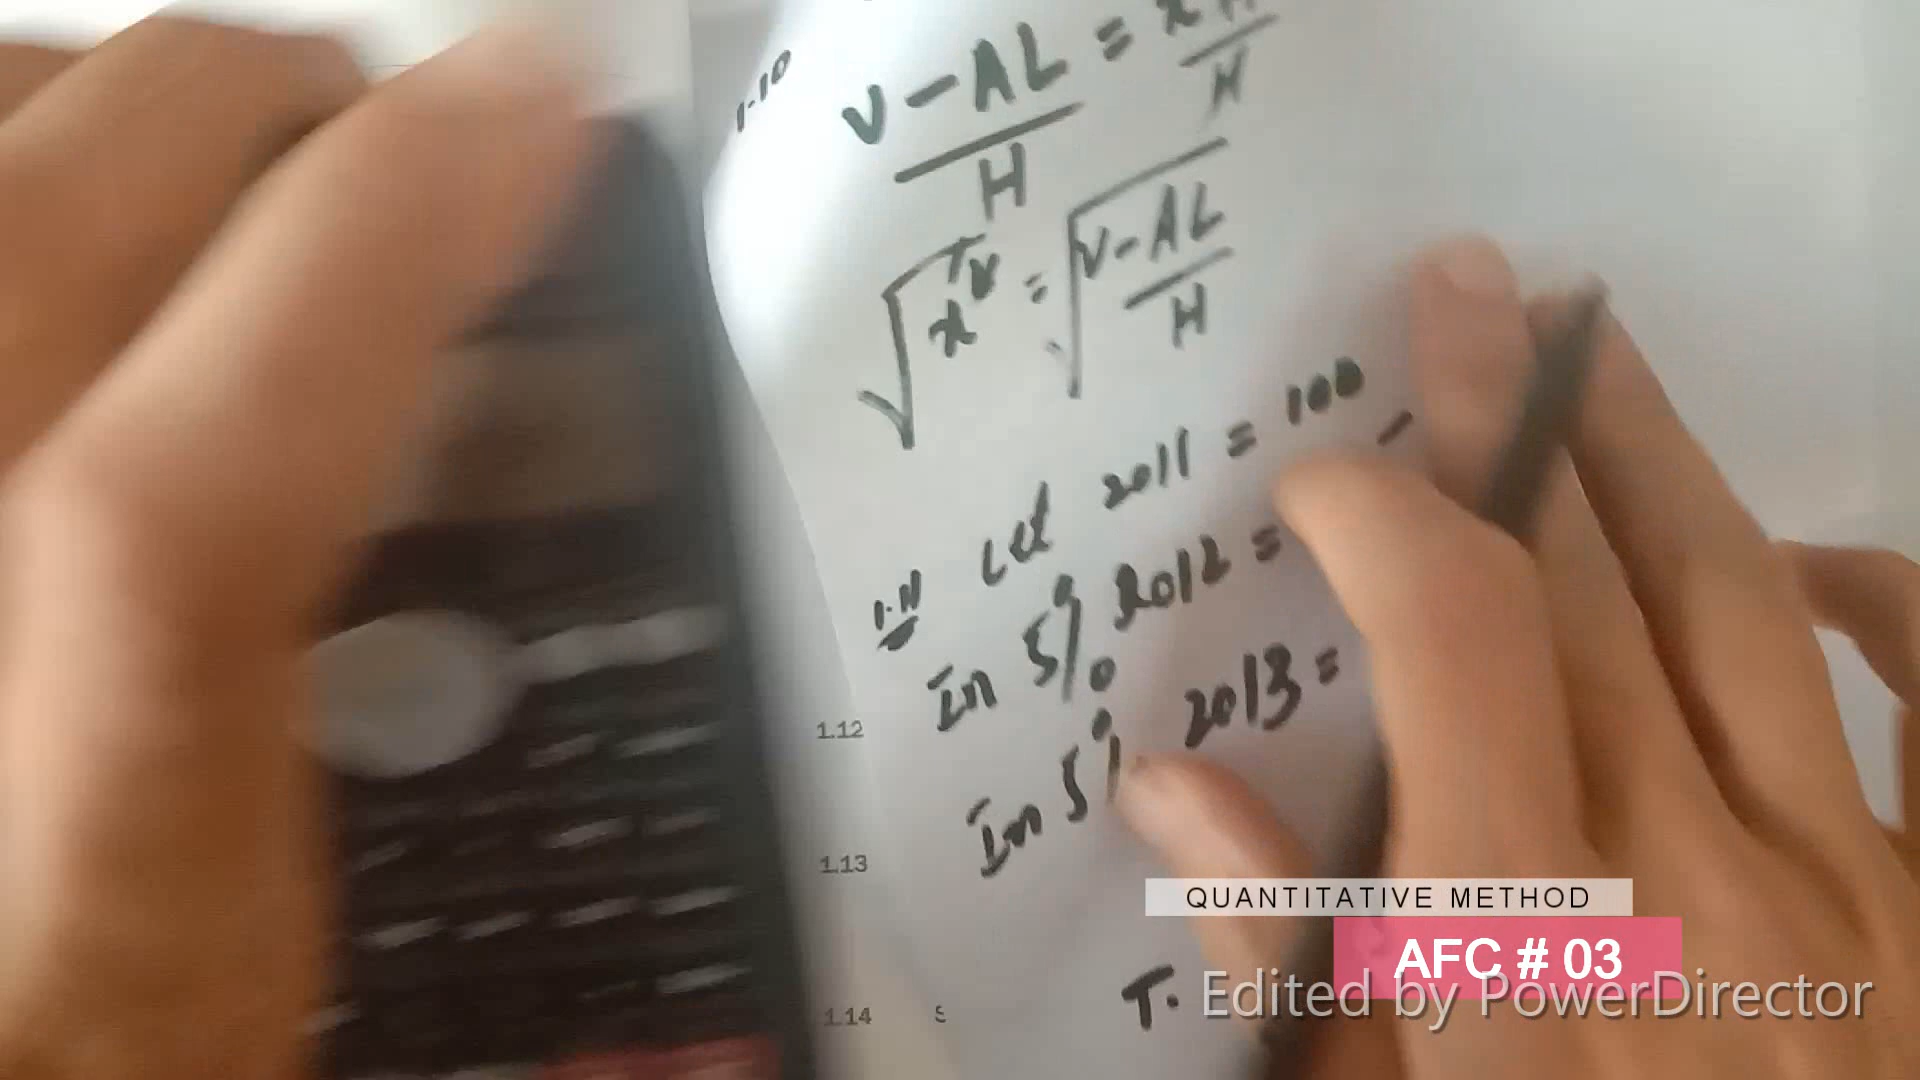 1.10
V - AL = xH
H H
√x² = √V - AL
H
1.11 Let 2011 = 100
In 5% 2012 =
In 5% 2013 =
1.12
1.13
1.14
T.
QUANTITATIVE METHOD
AFC # 03
Edited by PowerDirector